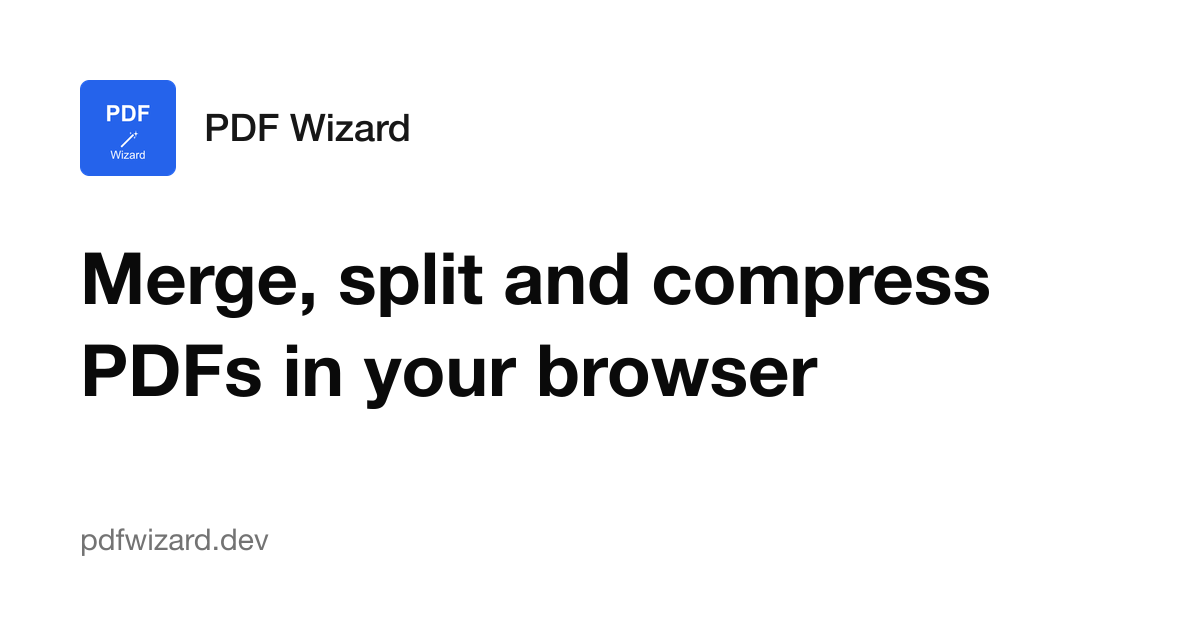 PDF
Wizard
PDF Wizard
Merge, split and compress
PDFs in your browser
pdfwizard.dev